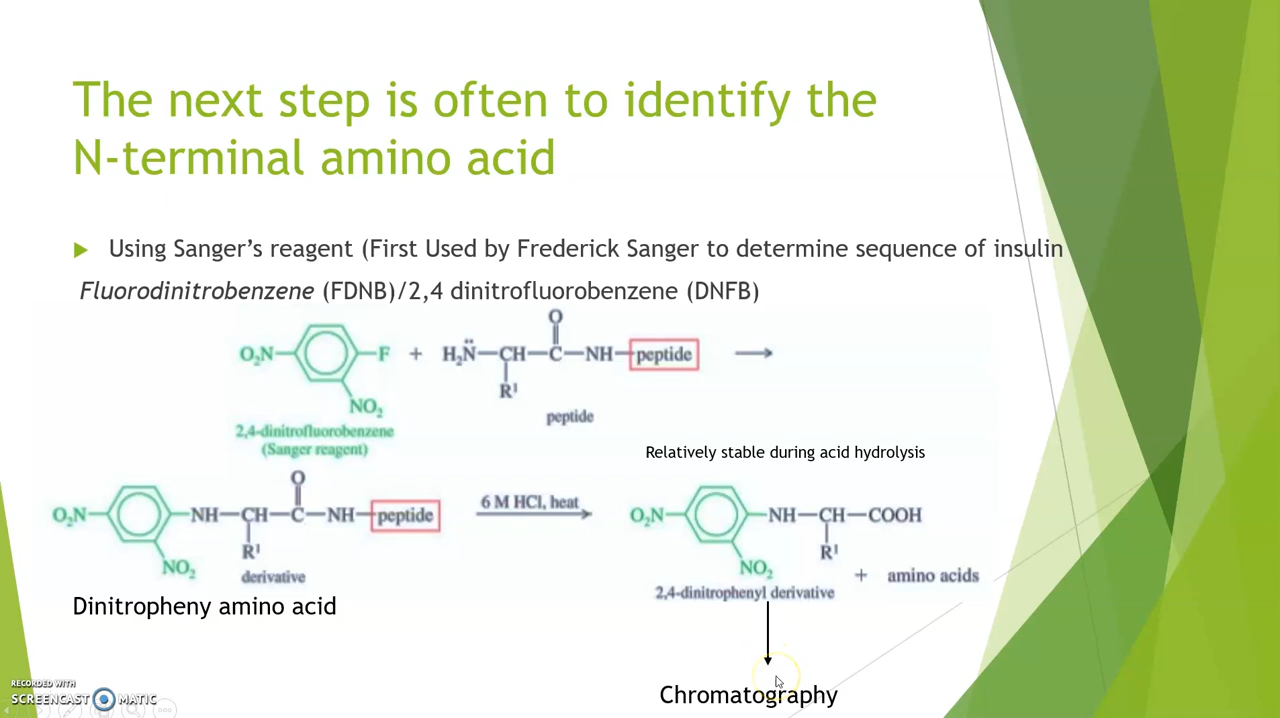 The next step is often to identify the
N-terminal amino acid
Using Sanger's reagent (First Used by Frederick Sanger to determine sequence of insulin
Fluorodinitrobenzene (FDNB)/2,4 dinitrofluorobenzene (DNFB)
O₂N F + H₂N̈—CH—C—NH—peptide
O
R¹
NO₂
peptide
2,4-dinitrofluorobenzene
(Sanger reagent)
Relatively stable during acid hydrolysis
O₂N NH—CH—C—NH—peptide
O
R¹
NO₂
derivative
6 M HCl, heat
O₂N NH—CH—COOH
R¹
NO₂
+ amino acids
2,4-dinitrophenyl derivative
Dinitropheny amino acid
Chromatography
RECORDED WITH
SCREENCAST MATIC